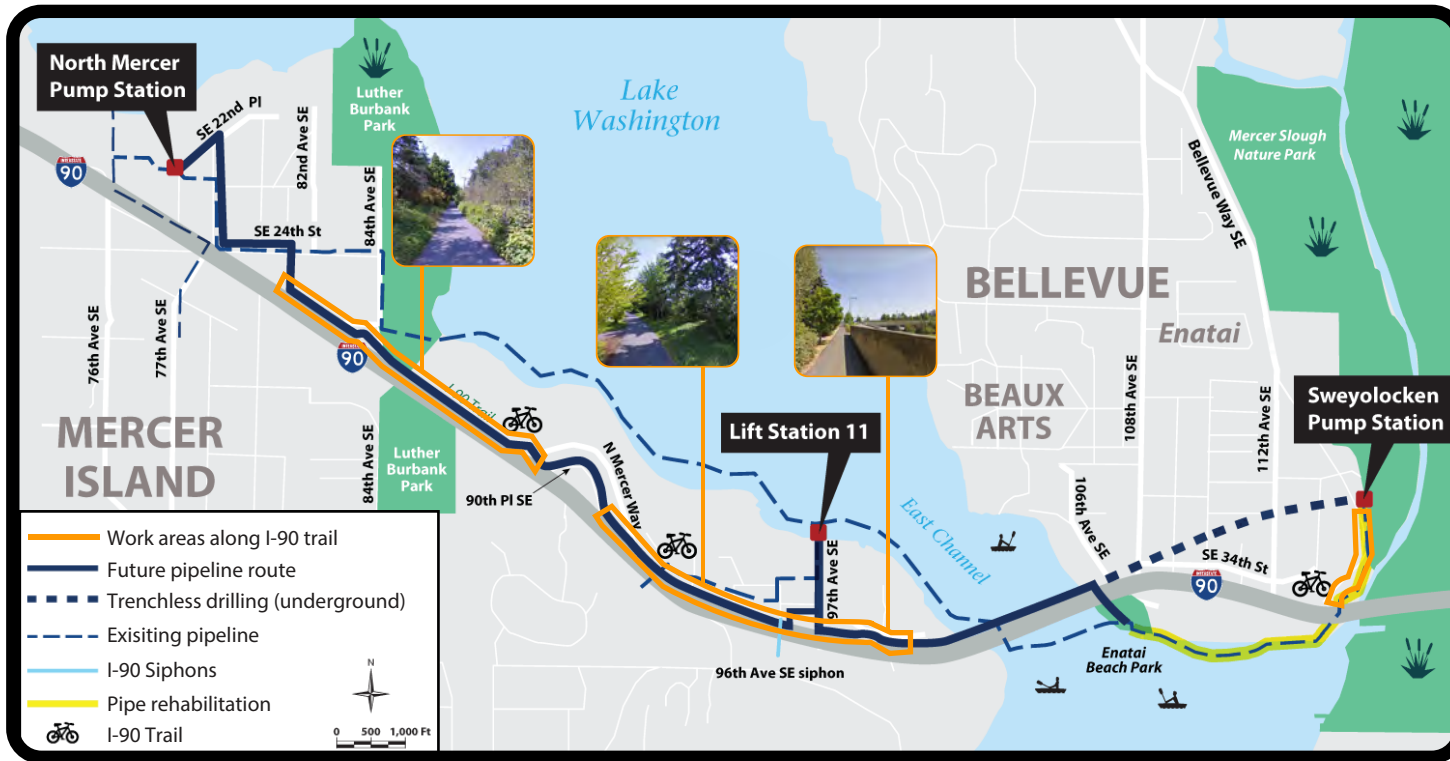 North Mercer
Pump Station
SE 22nd Pl
82nd Ave SE
Luther
Burbank
Park
84th Ave SE
INTERSTATE
90
SE 24th St
76th Ave SE
77th Ave SE
INTERSTATE
90
I-90 Trail
MERCER
ISLAND
84th Ave SE
Luther
Burbank
Park
90th Pl SE
N Mercer Way
Lake
Washington
Lift Station 11
97th Ave SE
96th Ave SE siphon
East Channel
BELLEVUE
Enatai
BEAUX
ARTS
106th Ave SE
108th Ave SE
112th Ave SE
Bellevue Way SE
Mercer Slough
Nature Park
Sweyolocken
Pump Station
SE 34th St
INTERSTATE
90
Enatai
Beach Park
Work areas along I-90 trail
Future pipeline route
Trenchless drilling (underground)
Exisiting pipeline
I-90 Siphons
Pipe rehabilitation
I-90 Trail
N
0 500 1,000 Ft